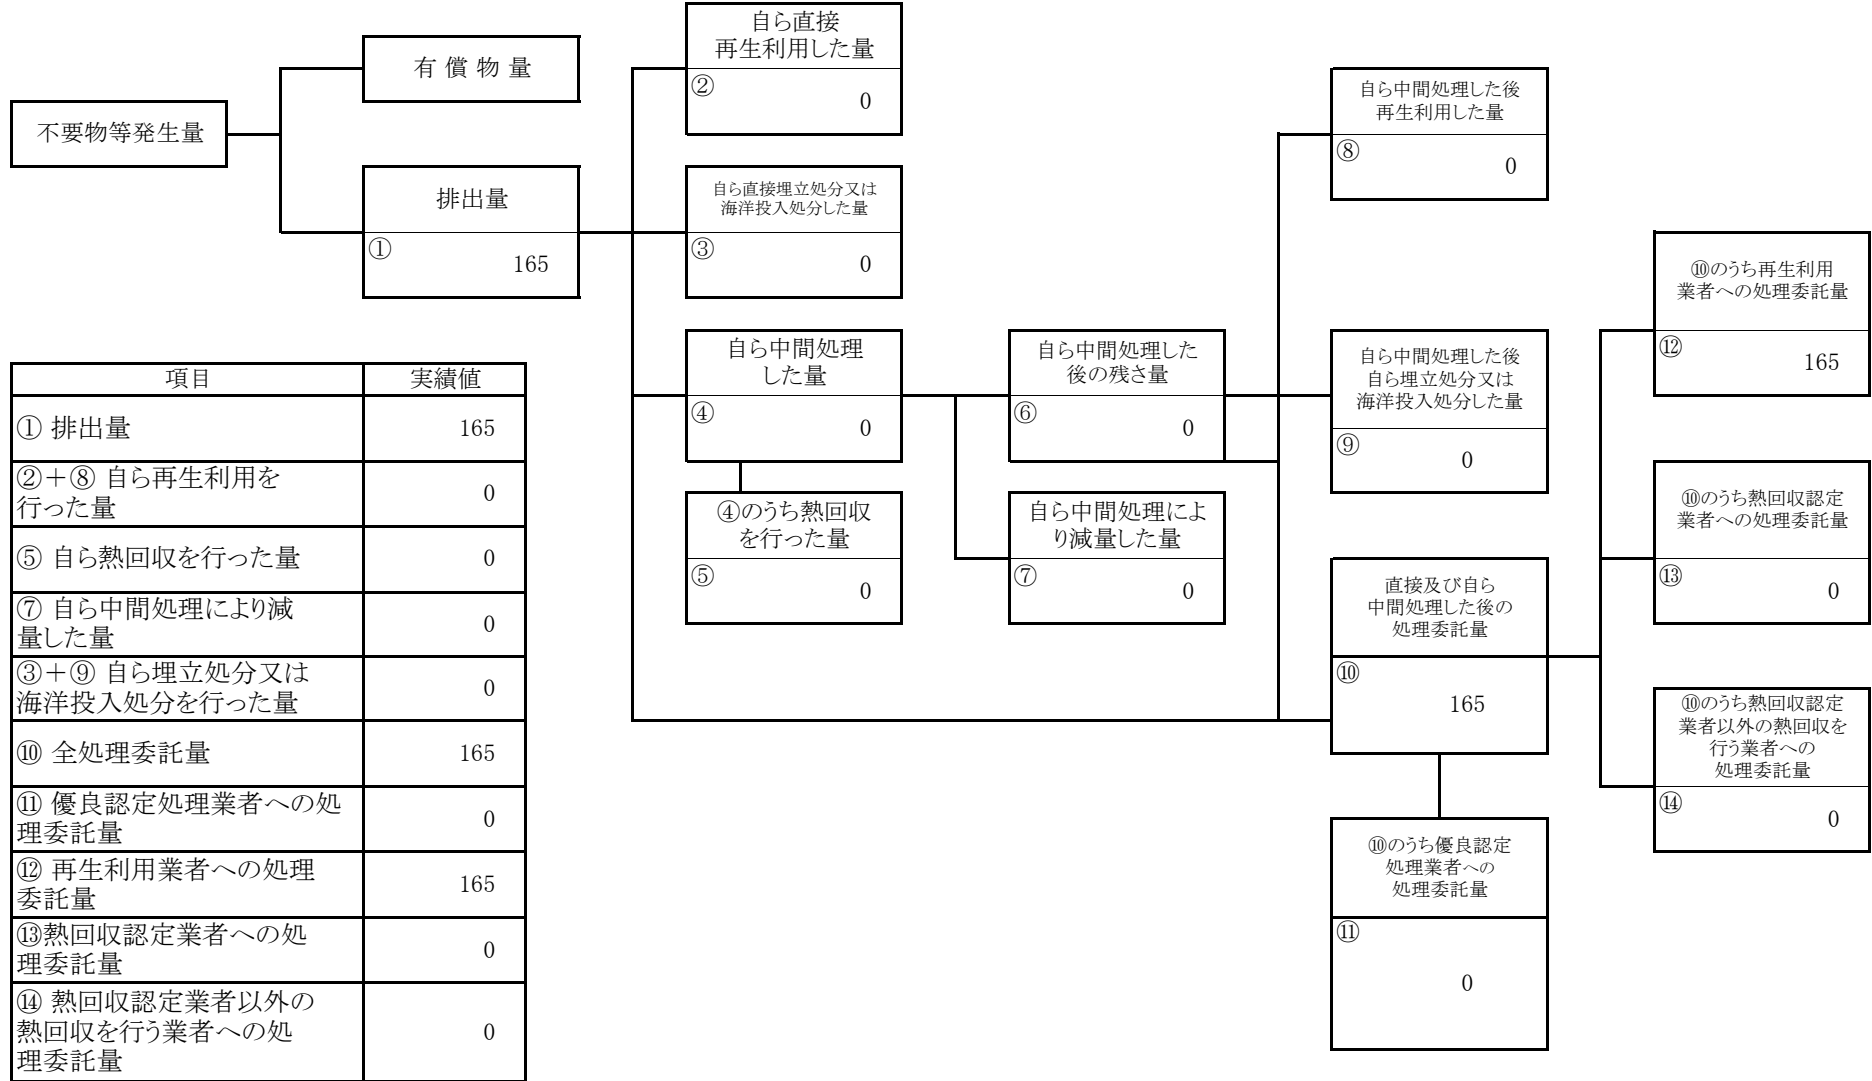 不要物等発生量
有 償 物 量
排出量
①
165
自ら直接
再生利用した量
②
0
自ら直接埋立処分又は
海洋投入処分した量
③
0
自ら中間処理
した量
④
0
④のうち熱回収
を行った量
⑤
0
自ら中間処理した
後の残さ量
⑥
0
自ら中間処理によ
り減量した量
⑦
0
自ら中間処理した後
再生利用した量
⑧
0
自ら中間処理した後
自ら埋立処分又は
海洋投入処分した量
⑨
0
直接及び自ら
中間処理した後の
処理委託量
⑩
165
⑩のうち優良認定
処理業者への
処理委託量
⑪
0
⑩のうち再生利用
業者への処理委託量
⑫
165
⑩のうち熱回収認定
業者への処理委託量
⑬
0
⑩のうち熱回収認定
業者以外の熱回収を
行う業者への
処理委託量
⑭
0
項目 実績値
① 排出量 165
②＋⑧ 自ら再生利用を
行った量 0
⑤ 自ら熱回収を行った量 0
⑦ 自ら中間処理により減
量した量 0
③＋⑨ 自ら埋立処分又は
海洋投入処分を行った量 0
⑩ 全処理委託量 165
⑪ 優良認定処理業者への処
理委託量 0
⑫ 再生利用業者への処理
委託量 165
⑬熱回収認定業者への処
理委託量 0
⑭ 熱回収認定業者以外の
熱回収を行う業者への処
理委託量 0